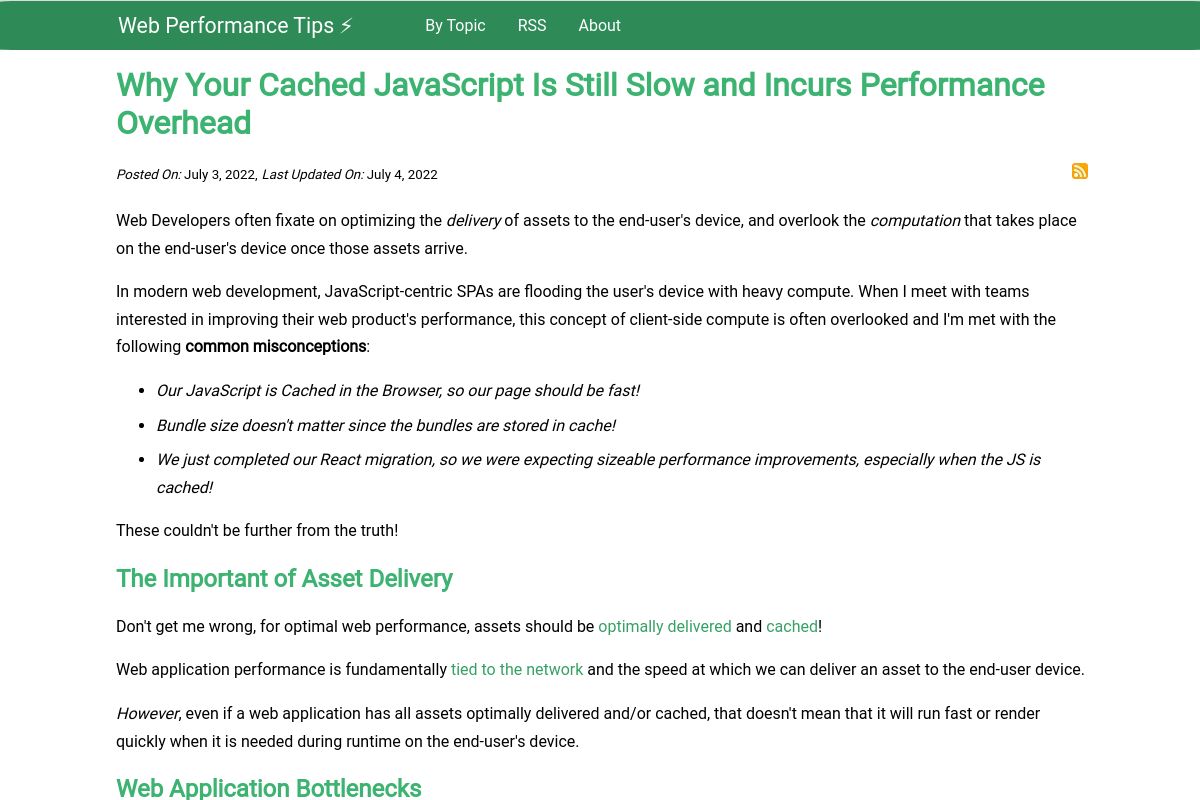 Web Performance Tips ⚡ By Topic RSS About
Why Your Cached JavaScript Is Still Slow and Incurs Performance
Overhead
Posted On: July 3, 2022, Last Updated On: July 4, 2022
Web Developers often fixate on optimizing the delivery of assets to the end-user's device, and overlook the computation that takes place
on the end-user's device once those assets arrive.
In modern web development, JavaScript-centric SPAs are flooding the user's device with heavy compute. When I meet with teams
interested in improving their web product's performance, this concept of client-side compute is often overlooked and I'm met with the
following common misconceptions:
• Our JavaScript is Cached in the Browser, so our page should be fast!
• Bundle size doesn't matter since the bundles are stored in cache!
• We just completed our React migration, so we were expecting sizeable performance improvements, especially when the JS is
cached!
These couldn't be further from the truth!
The Important of Asset Delivery
Don't get me wrong, for optimal web performance, assets should be optimally delivered and cached!
Web application performance is fundamentally tied to the network and the speed at which we can deliver an asset to the end-user device.
However, even if a web application has all assets optimally delivered and/or cached, that doesn't mean that it will run fast or render
quickly when it is needed during runtime on the end-user's device.
Web Application Bottlenecks